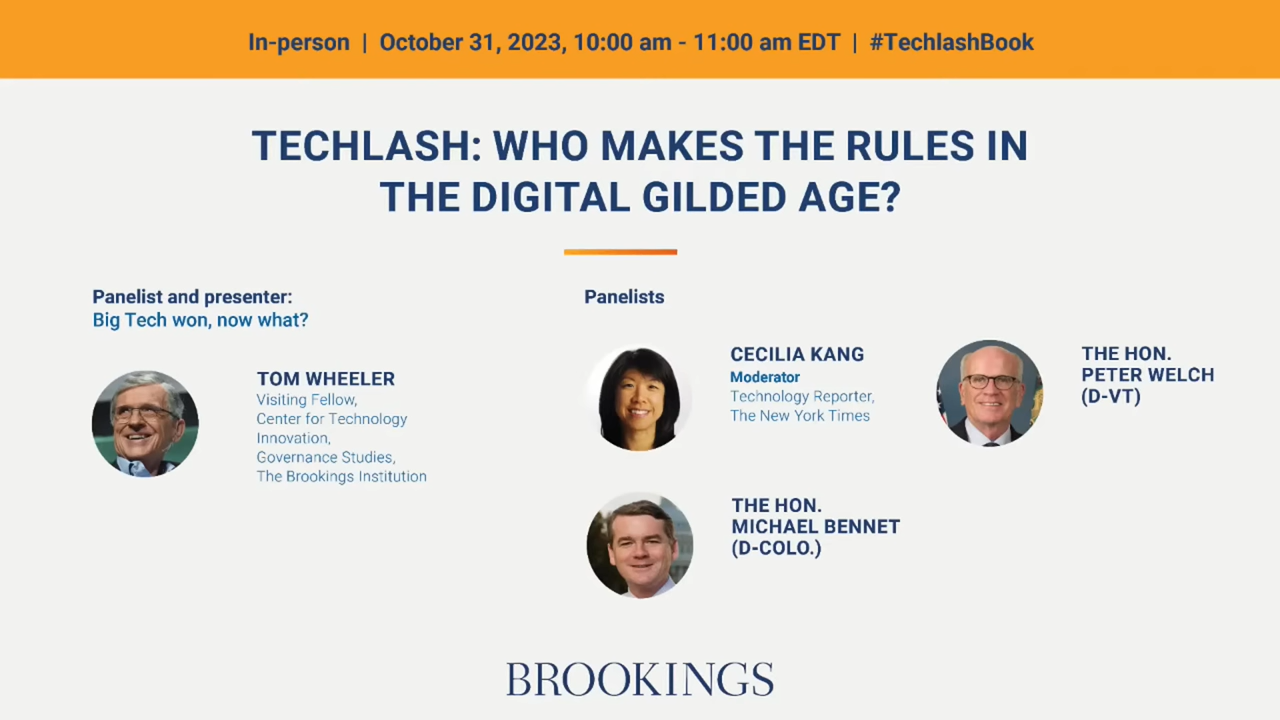 In-person | October 31, 2023, 10:00 am - 11:00 am EDT | #TechlashBook
TECHLASH: WHO MAKES THE RULES IN
THE DIGITAL GILDED AGE?
Panelist and presenter:
Big Tech won, now what?
TOM WHEELER
Visiting Fellow,
Center for Technology
Innovation,
Governance Studies,
The Brookings Institution
Panelists
CECILIA KANG
Moderator
Technology Reporter,
The New York Times
THE HON.
PETER WELCH
(D-VT)
THE HON.
MICHAEL BENNET
(D-COLO.)
BROOKINGS